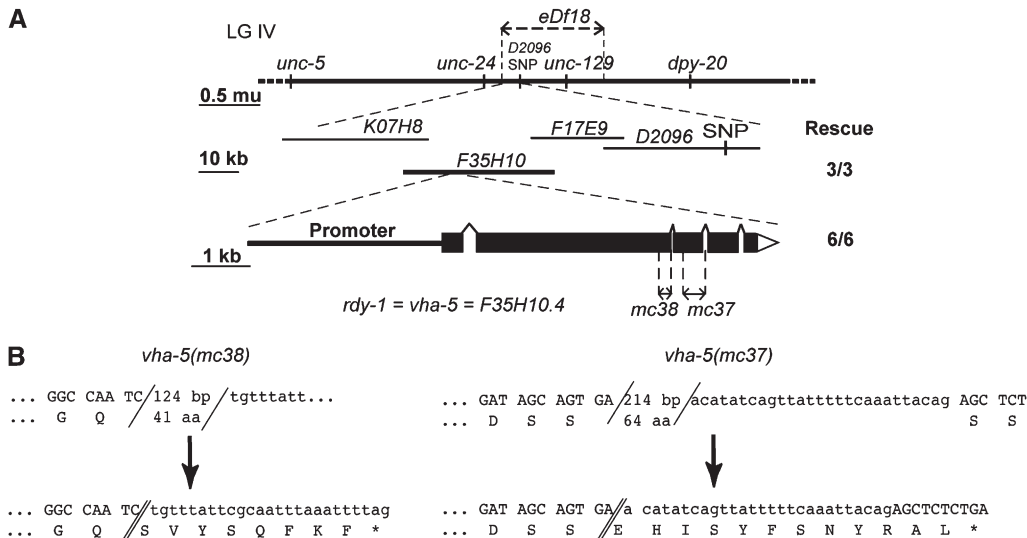 A
LG IV
eDf18
unc-5
unc-24
D2096
SNP
unc-129
dpy-20
0.5 mu
K07H8
F17E9
D2096
SNP
Rescue
10 kb
F35H10
3/3
Promoter
6/6
1 kb
rdy-1 = vha-5 = F35H10.4
mc38
mc37
B
vha-5(mc38)
... GGC CAA TC 124 bp tgtttatt...
... G Q 41 aa
... GGC CAA TC tgtttattcgcaatttaaattttag
... G Q S V Y S Q F K F *
vha-5(mc37)
... GAT AGC AGT GA 214 bp acatatcagttatttttcaaattacag AGC TCT
... D S S 64 aa S S
... GAT AGC AGT GA a catatcagttatttttcaaattacagAGCTCTCTGA
... D S S E H I S Y F S N Y R A L *